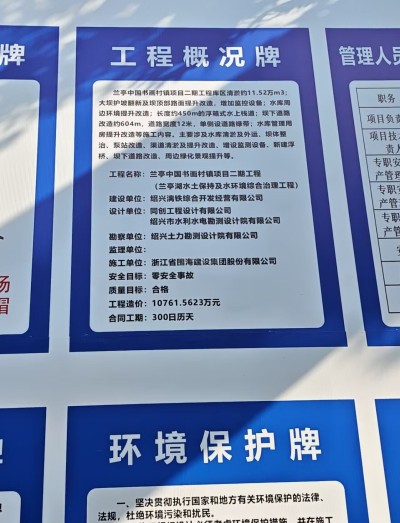 牌
工程概况牌
兰亭中国书画村镇项目二期工程库区清淤约11.52万m3;
大坝护坡翻新及坝顶路面提升改造,增加监控设备;水库周
边环境提升改造;长度约450m的浮箱式水上栈道;坝下道路
改造约604m,道路宽度12米,单侧设道路绿带;水库管理用
房提升改造等施工内容,主要涉及水库清淤及外运、坝体整
治、泵站改造、渠道清淤及提升改造、增设监测设备、新建浮
桥、坝下道路改造、周边绿化景观提升等。
工程名称:兰亭中国书画村镇项目二期工程
(兰亭湖水土保持及水环境综合治理工程)
建设单位:绍兴漓铁综合开发经营有限公司
设计单位:同创工程设计有限公司
绍兴市水利水电勘测设计院有限公司
勘察单位:绍兴土力勘测设计院有限公司
监理单位:
施工单位:浙江省围海建设集团股份有限公司
安全目标:零安全事故
质量目标:合格
工程造价:10761.5623万元
合同工期:300日历天
管理人员
职务
项目负责
项目技术
责人
专职安
产管理
专职安
产管理
专职安
产管理
场
帽
环境保护牌
一、坚决贯彻执行国家和地方有关环境保护的法律、
法规,杜绝环境污染和扰民。